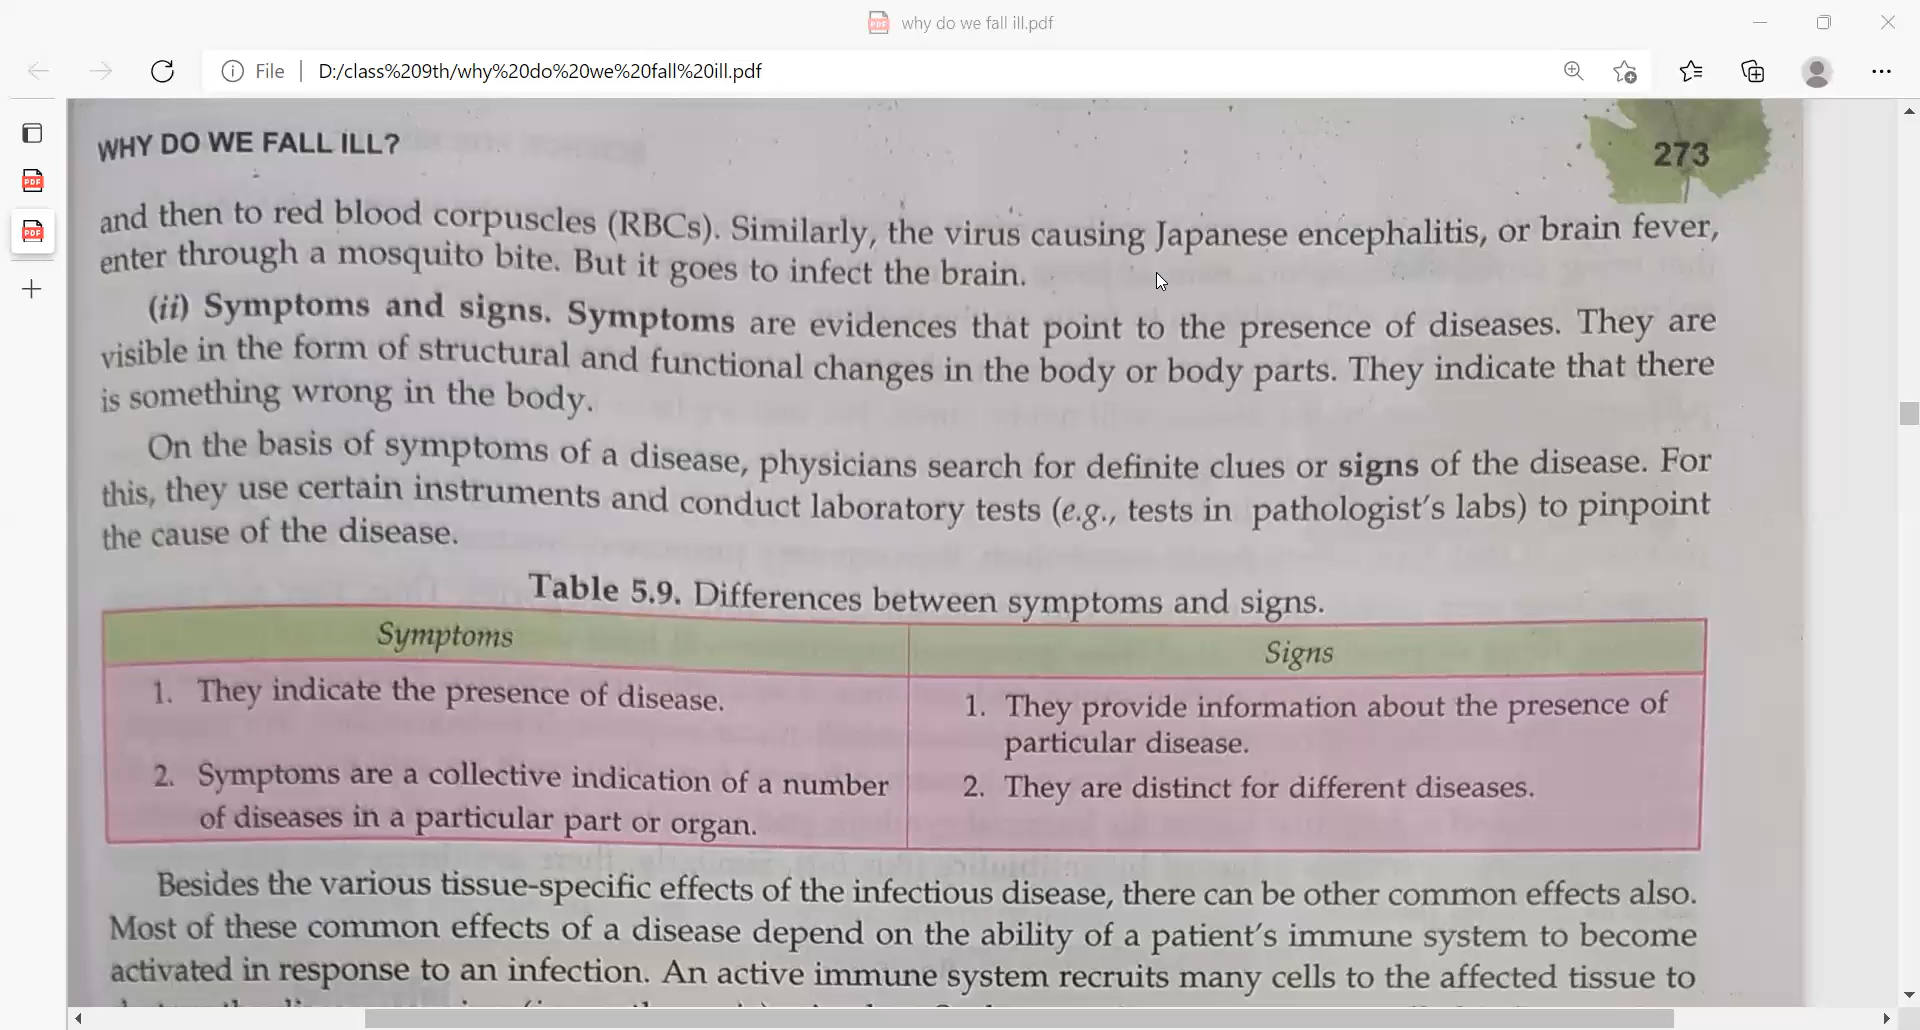 why do we fall ill.pdf
File | D:/class%209th/why%20do%20we%20fall%20ill.pdf
WHY DO WE FALL ILL?
273
and then to red blood corpuscles (RBCs). Similarly, the virus causing Japanese encephalitis, or brain fever,
enter through a mosquito bite. But it goes to infect the brain.
(ii) Symptoms and signs. Symptoms are evidences that point to the presence of diseases. They are
visible in the form of structural and functional changes in the body or body parts. They indicate that there
is something wrong in the body.
On the basis of symptoms of a disease, physicians search for definite clues or signs of the disease. For
this, they use certain instruments and conduct laboratory tests (e.g., tests in pathologist's labs) to pinpoint
the cause of the disease.
Table 5.9. Differences between symptoms and signs.
Symptoms
Signs
1. They indicate the presence of disease.
1. They provide information about the presence of
particular disease.
2. Symptoms are a collective indication of a number
of diseases in a particular part or organ.
2. They are distinct for different diseases.
Besides the various tissue-specific effects of the infectious disease, there can be other common effects also.
Most of these common effects of a disease depend on the ability of a patient's immune system to become
activated in response to an infection. An active immune system recruits many cells to the affected tissue to